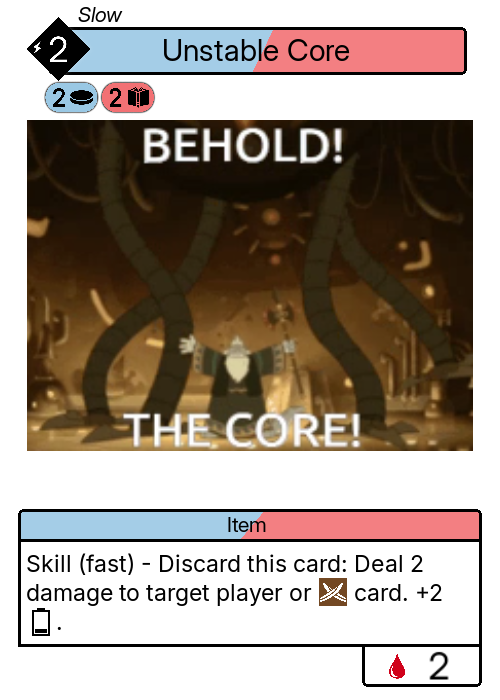 Slow
2 Unstable Core
2 2
BEHOLD!
THE CORE!
Item
Skill (fast) - Discard this card: Deal 2
damage to target player or card. +2
.
2